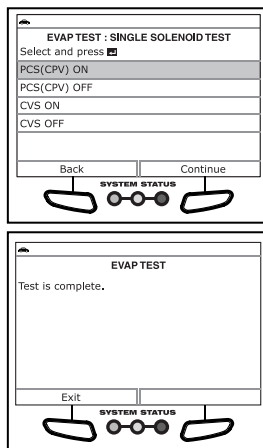 EVAP TEST : SINGLE SOLENOID TEST
Select and press
PCS(CPV) ON
PCS(CPV) OFF
CVS ON
CVS OFF
Back Continue
SYSTEM STATUS
EVAP TEST
Test is complete.
Exit
SYSTEM STATUS